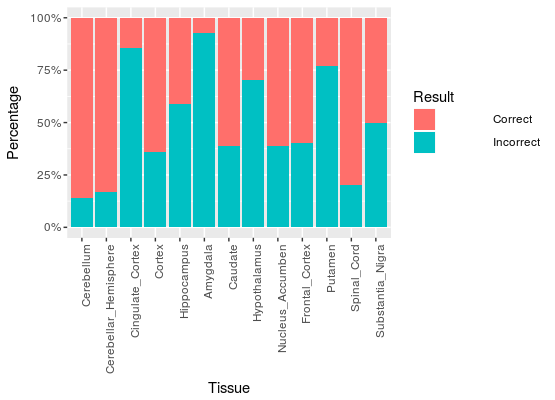 100%
75%
50%
25%
0%
Percentage
Cerebellum
Cerebellar_Hemisphere
Cingulate_Cortex
Cortex
Hippocampus
Amygdala
Caudate
Hypothalamus
Nucleus_Accumben
Frontal_Cortex
Putamen
Spinal_Cord
Substantia_Nigra
Tissue
Result
Correct
Incorrect